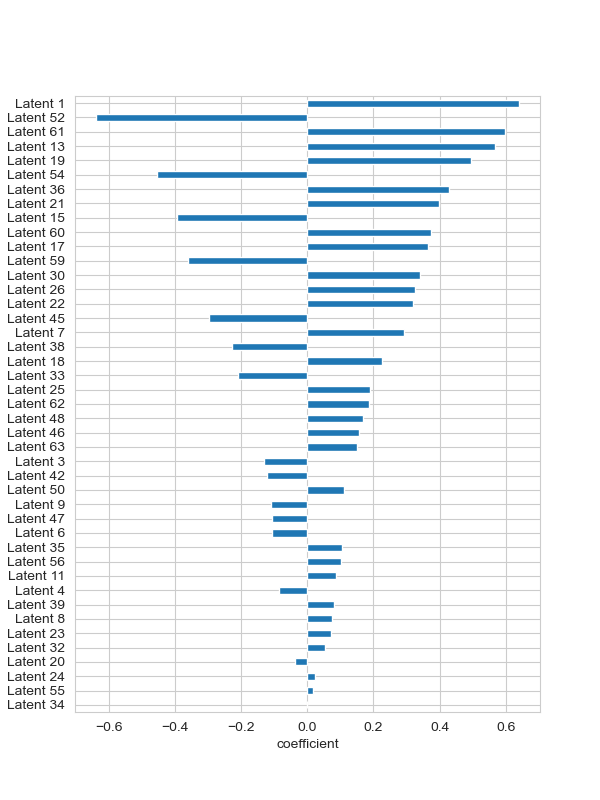 Latent 1
Latent 52
Latent 61
Latent 13
Latent 19
Latent 54
Latent 36
Latent 21
Latent 15
Latent 60
Latent 17
Latent 59
Latent 30
Latent 26
Latent 22
Latent 45
Latent 7
Latent 38
Latent 18
Latent 33
Latent 25
Latent 62
Latent 48
Latent 46
Latent 63
Latent 3
Latent 42
Latent 50
Latent 9
Latent 47
Latent 6
Latent 35
Latent 56
Latent 11
Latent 4
Latent 39
Latent 8
Latent 23
Latent 32
Latent 20
Latent 24
Latent 55
Latent 34
−0.6 −0.4 −0.2 0.0 0.2 0.4 0.6
coefficient